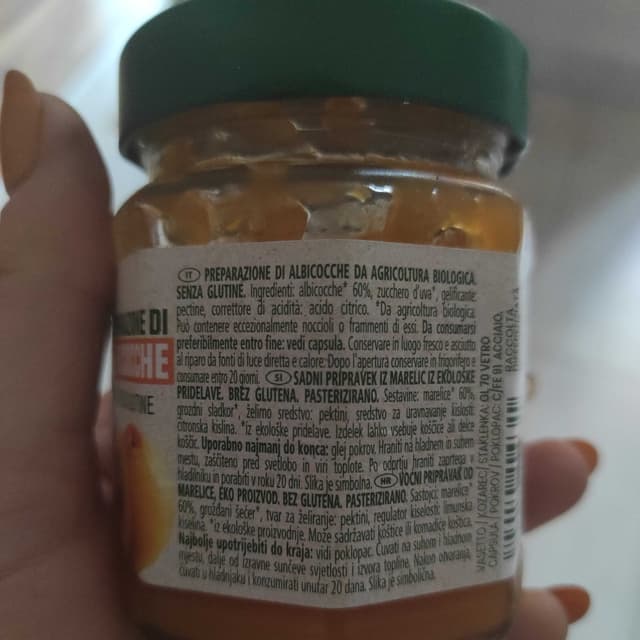 IT PREPARAZIONE DI ALBICOCCHE DA AGRICOLTURA BIOLOGICA.
SENZA GLUTINE. Ingredienti: albicocche* 60%, zucchero d'uva*, gelificante:
pectine, correttore di acidità: acido citrico. *Da agricoltura biologica.
Può contenere eccezionalmente noccioli o frammenti di essi. Da consumarsi
preferibilmente entro fine: vedi capsula. Conservare in luogo fresco e asciutto
al riparo da fonti di luce diretta e calore. Dopo l'apertura conservare in frigorifero e
consumare entro 20 giorni. SI SADNI PRIPRAVEK IZ MARELIC IZ EKOLOŠKE
PRIDELAVE. BREZ GLUTENA. PASTERIZIRANO. Sestavine: marelice* 60%,
grozdni sladkor*, želirno sredstvo: pektini, sredstvo za uravnavanje kislosti:
citronska kislina. *iz ekološke pridelave. Izdelek lahko vsebuje koščice ali delce
koščic. Uporabno najmanj do konca: glej pokrov. Hraniti na hladnem in suhem
mestu, zaščiteno pred svetlobo in viri toplote. Po odprtju hraniti zaprtega v
hladilniku in porabiti v roku 20 dni. Slika je simbolna. HR VOĆNI PRIPRAVAK OD
MARELICE, EKO PROIZVOD. BEZ GLUTENA. PASTERIZIRANO. Sastojci: marelice*
60%, grožđani šećer*, tvar za želiranje: pektini, regulator kiselosti: limunska
kiselina. *iz ekološke proizvodnje. Može sadržavati koštice ili komadiće koštica.
Najbolje upotrijebiti do kraja: vidi poklopac. Čuvati na suhom i hladnom
mjestu, dalje od izravne sunčeve svjetlosti i izvora topline. Nakon otvaranja,
čuvati u hladnjaku i konzumirati unutar 20 dana. Slika je simbolična.
DI
VASETTO / KOZAREC / STAKLENKA: GL 70 VETRO
CAPSULA / POKROV / POKLOPAC: C/FE 91 ACCIAIO
RACCOLTA